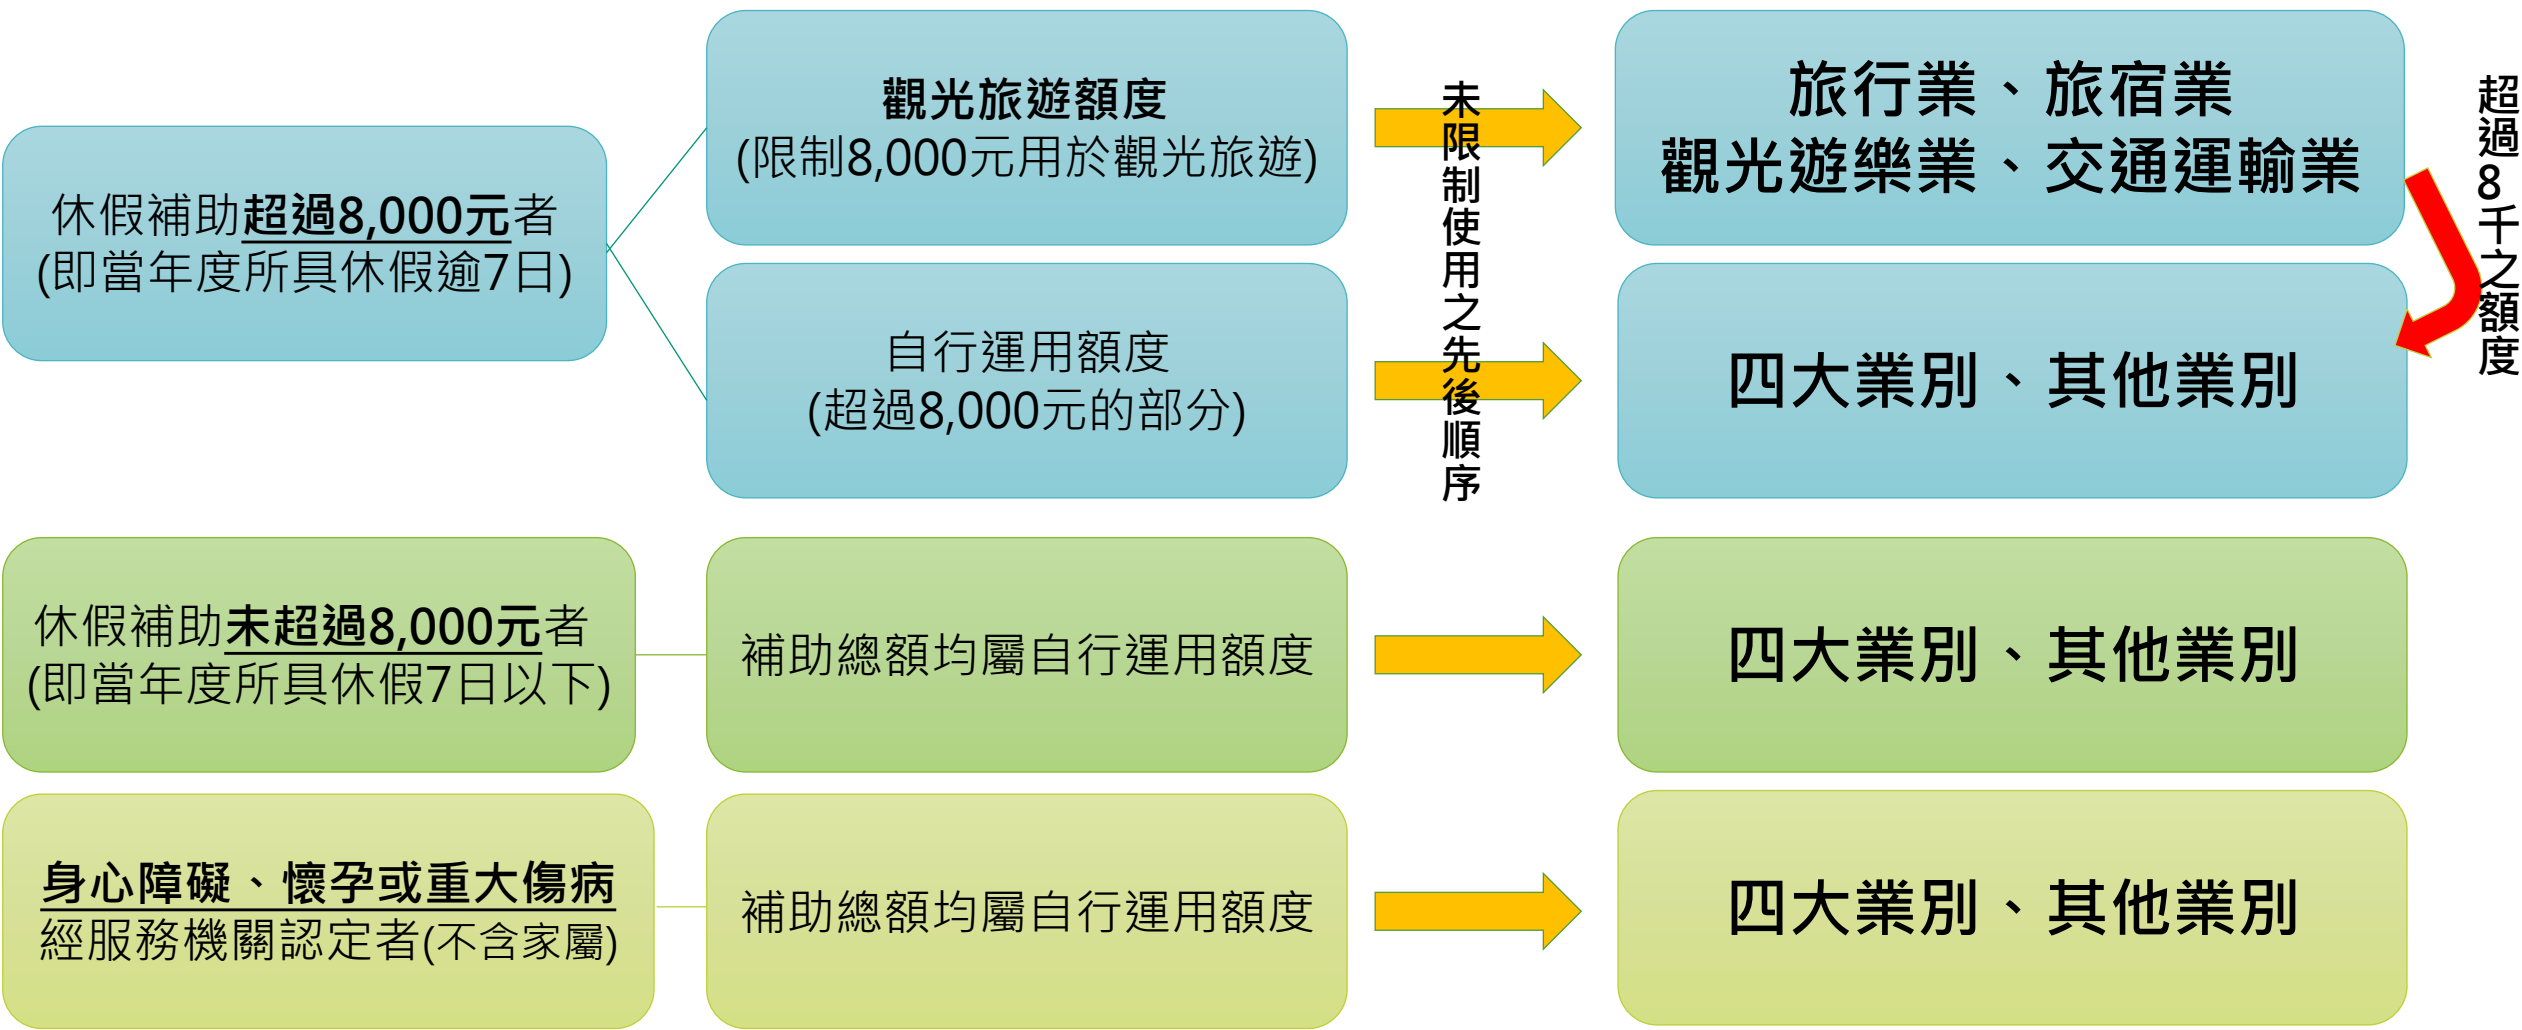 休假補助超過8,000元者
(即當年度所具休假逾7日)
觀光旅遊額度
(限制8,000元用於觀光旅遊)
自行運用額度
(超過8,000元的部分)
未限制使用之先後順序
旅行業、旅宿業
觀光遊樂業、交通運輸業
四大業別、其他業別
超過8千之額度
休假補助未超過8,000元者
(即當年度所具休假7日以下)
補助總額均屬自行運用額度
四大業別、其他業別
身心障礙、懷孕或重大傷病
經服務機關認定者(不含家屬)
補助總額均屬自行運用額度
四大業別、其他業別